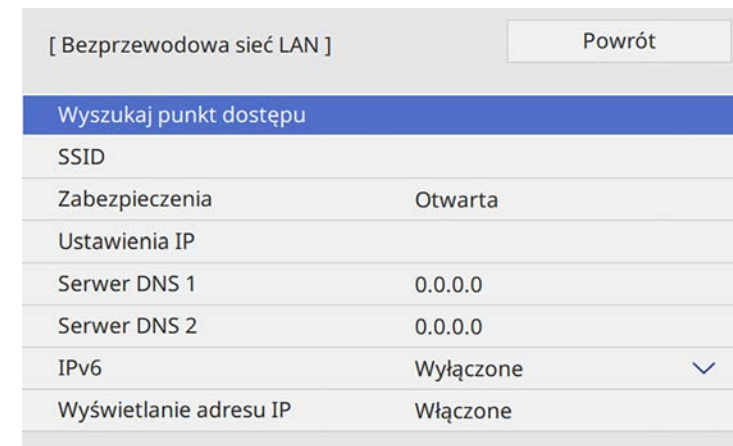 [ Bezprzewodowa sieć LAN ] Powrót
Wyszukaj punkt dostępu
SSID
Zabezpieczenia Otwarta
Ustawienia IP
Serwer DNS 1 0.0.0.0
Serwer DNS 2 0.0.0.0
IPv6 Wyłączone
Wyświetlanie adresu IP Włączone